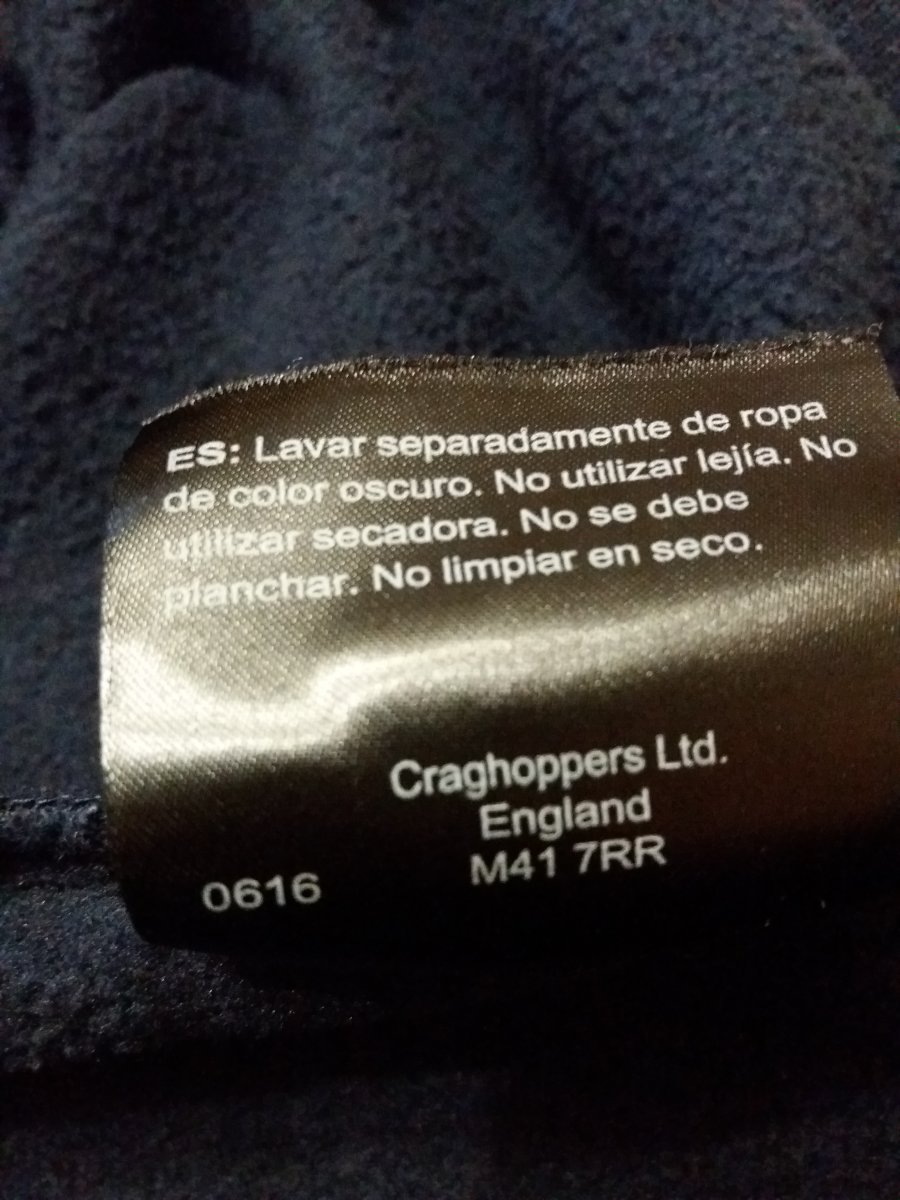 ES: Lavar separadamente de ropa
de color oscuro. No utilizar lejía. No
utilizar secadora. No se debe
planchar. No limpiar en seco.
Craghoppers Ltd.
England
M41 7RR
0616